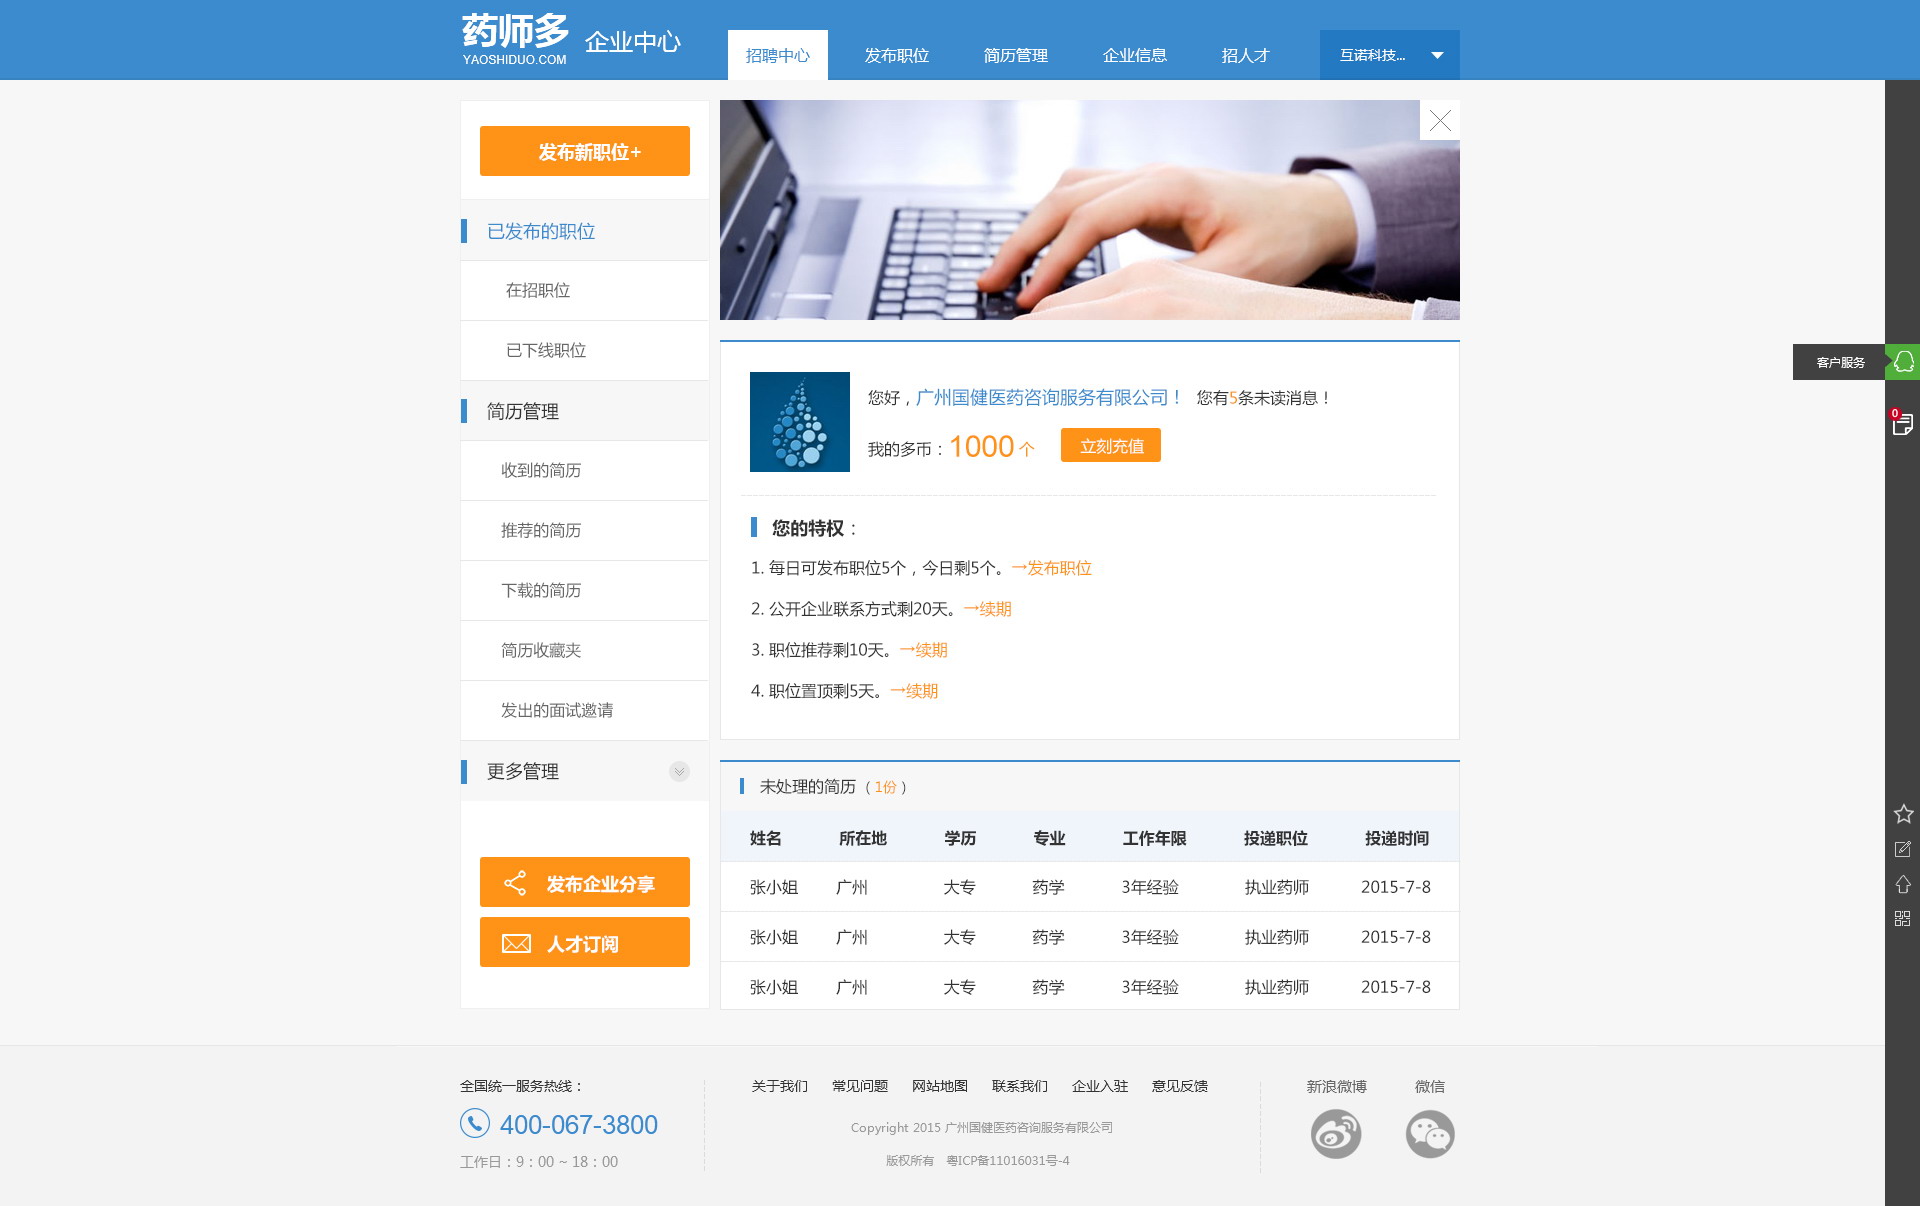 药师多
YAOSHIDUO.COM
企业中心
招聘中心 发布职位 简历管理 企业信息 招人才 互诺科技...
发布新职位+
已发布的职位
在招职位
已下线职位
简历管理
收到的简历
推荐的简历
下载的简历
简历收藏夹
发出的面试邀请
更多管理
发布企业分享
人才订阅
您好，广州国健医药咨询服务有限公司！ 您有5条未读消息！
我的多币：1000 个 立刻充值
您的特权：
1. 每日可发布职位5个，今日剩5个。→发布职位
2. 公开企业联系方式剩20天。→续期
3. 职位推荐剩10天。→续期
4. 职位置顶剩5天。→续期
未处理的简历（ 1份 ）
姓名 所在地 学历 专业 工作年限 投递职位 投递时间
张小姐 广州 大专 药学 3年经验 执业药师 2015-7-8
张小姐 广州 大专 药学 3年经验 执业药师 2015-7-8
张小姐 广州 大专 药学 3年经验 执业药师 2015-7-8
客户服务
0
全国统一服务热线：
400-067-3800
工作日：9：00 ~ 18：00
关于我们 常见问题 网站地图 联系我们 企业入驻 意见反馈
Copyright 2015 广州国健医药咨询服务有限公司
版权所有 粤ICP备11016031号-4
新浪微博 微信